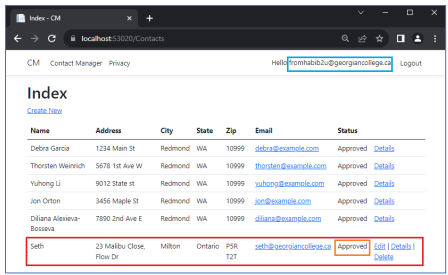 Index - CM
localhost:53020/Contacts
CM Contact Manager Privacy Hello fromhabib2u@georgiancollege.ca! Logout
Index
Create New
Name Address City State Zip Email Status
Debra Garcia 1234 Main St Redmond WA 10999 debra@example.com Approved Details
Thorsten Weinrich 5678 1st Ave W Redmond WA 10999 thorsten@example.com Approved Details
Yuhong Li 9012 State st Redmond WA 10999 yuhong@example.com Approved Details
Jon Orton 3456 Maple St Redmond WA 10999 jon@example.com Approved Details
Diliana Alexieva- 7890 2nd Ave E Redmond WA 10999 diliana@example.com Approved Details
Bosseva
Seth 23 Malibu Close, Milton Ontario P5R seth@georgiancollege.ca Approved Edit | Details |
Flow Dr T2T Delete